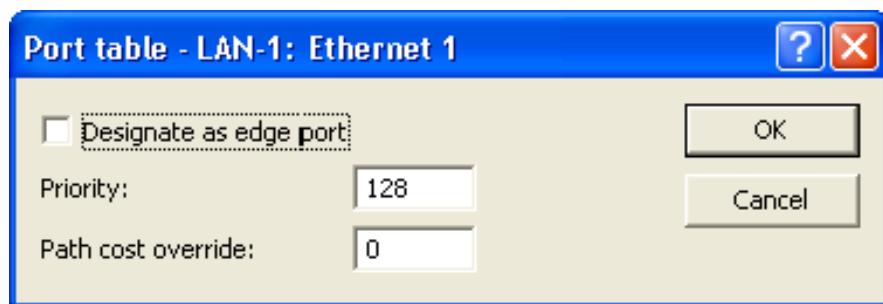 Port table - LAN-1: Ethernet 1
Designate as edge port
OK
Priority: 128
Cancel
Path cost override: 0